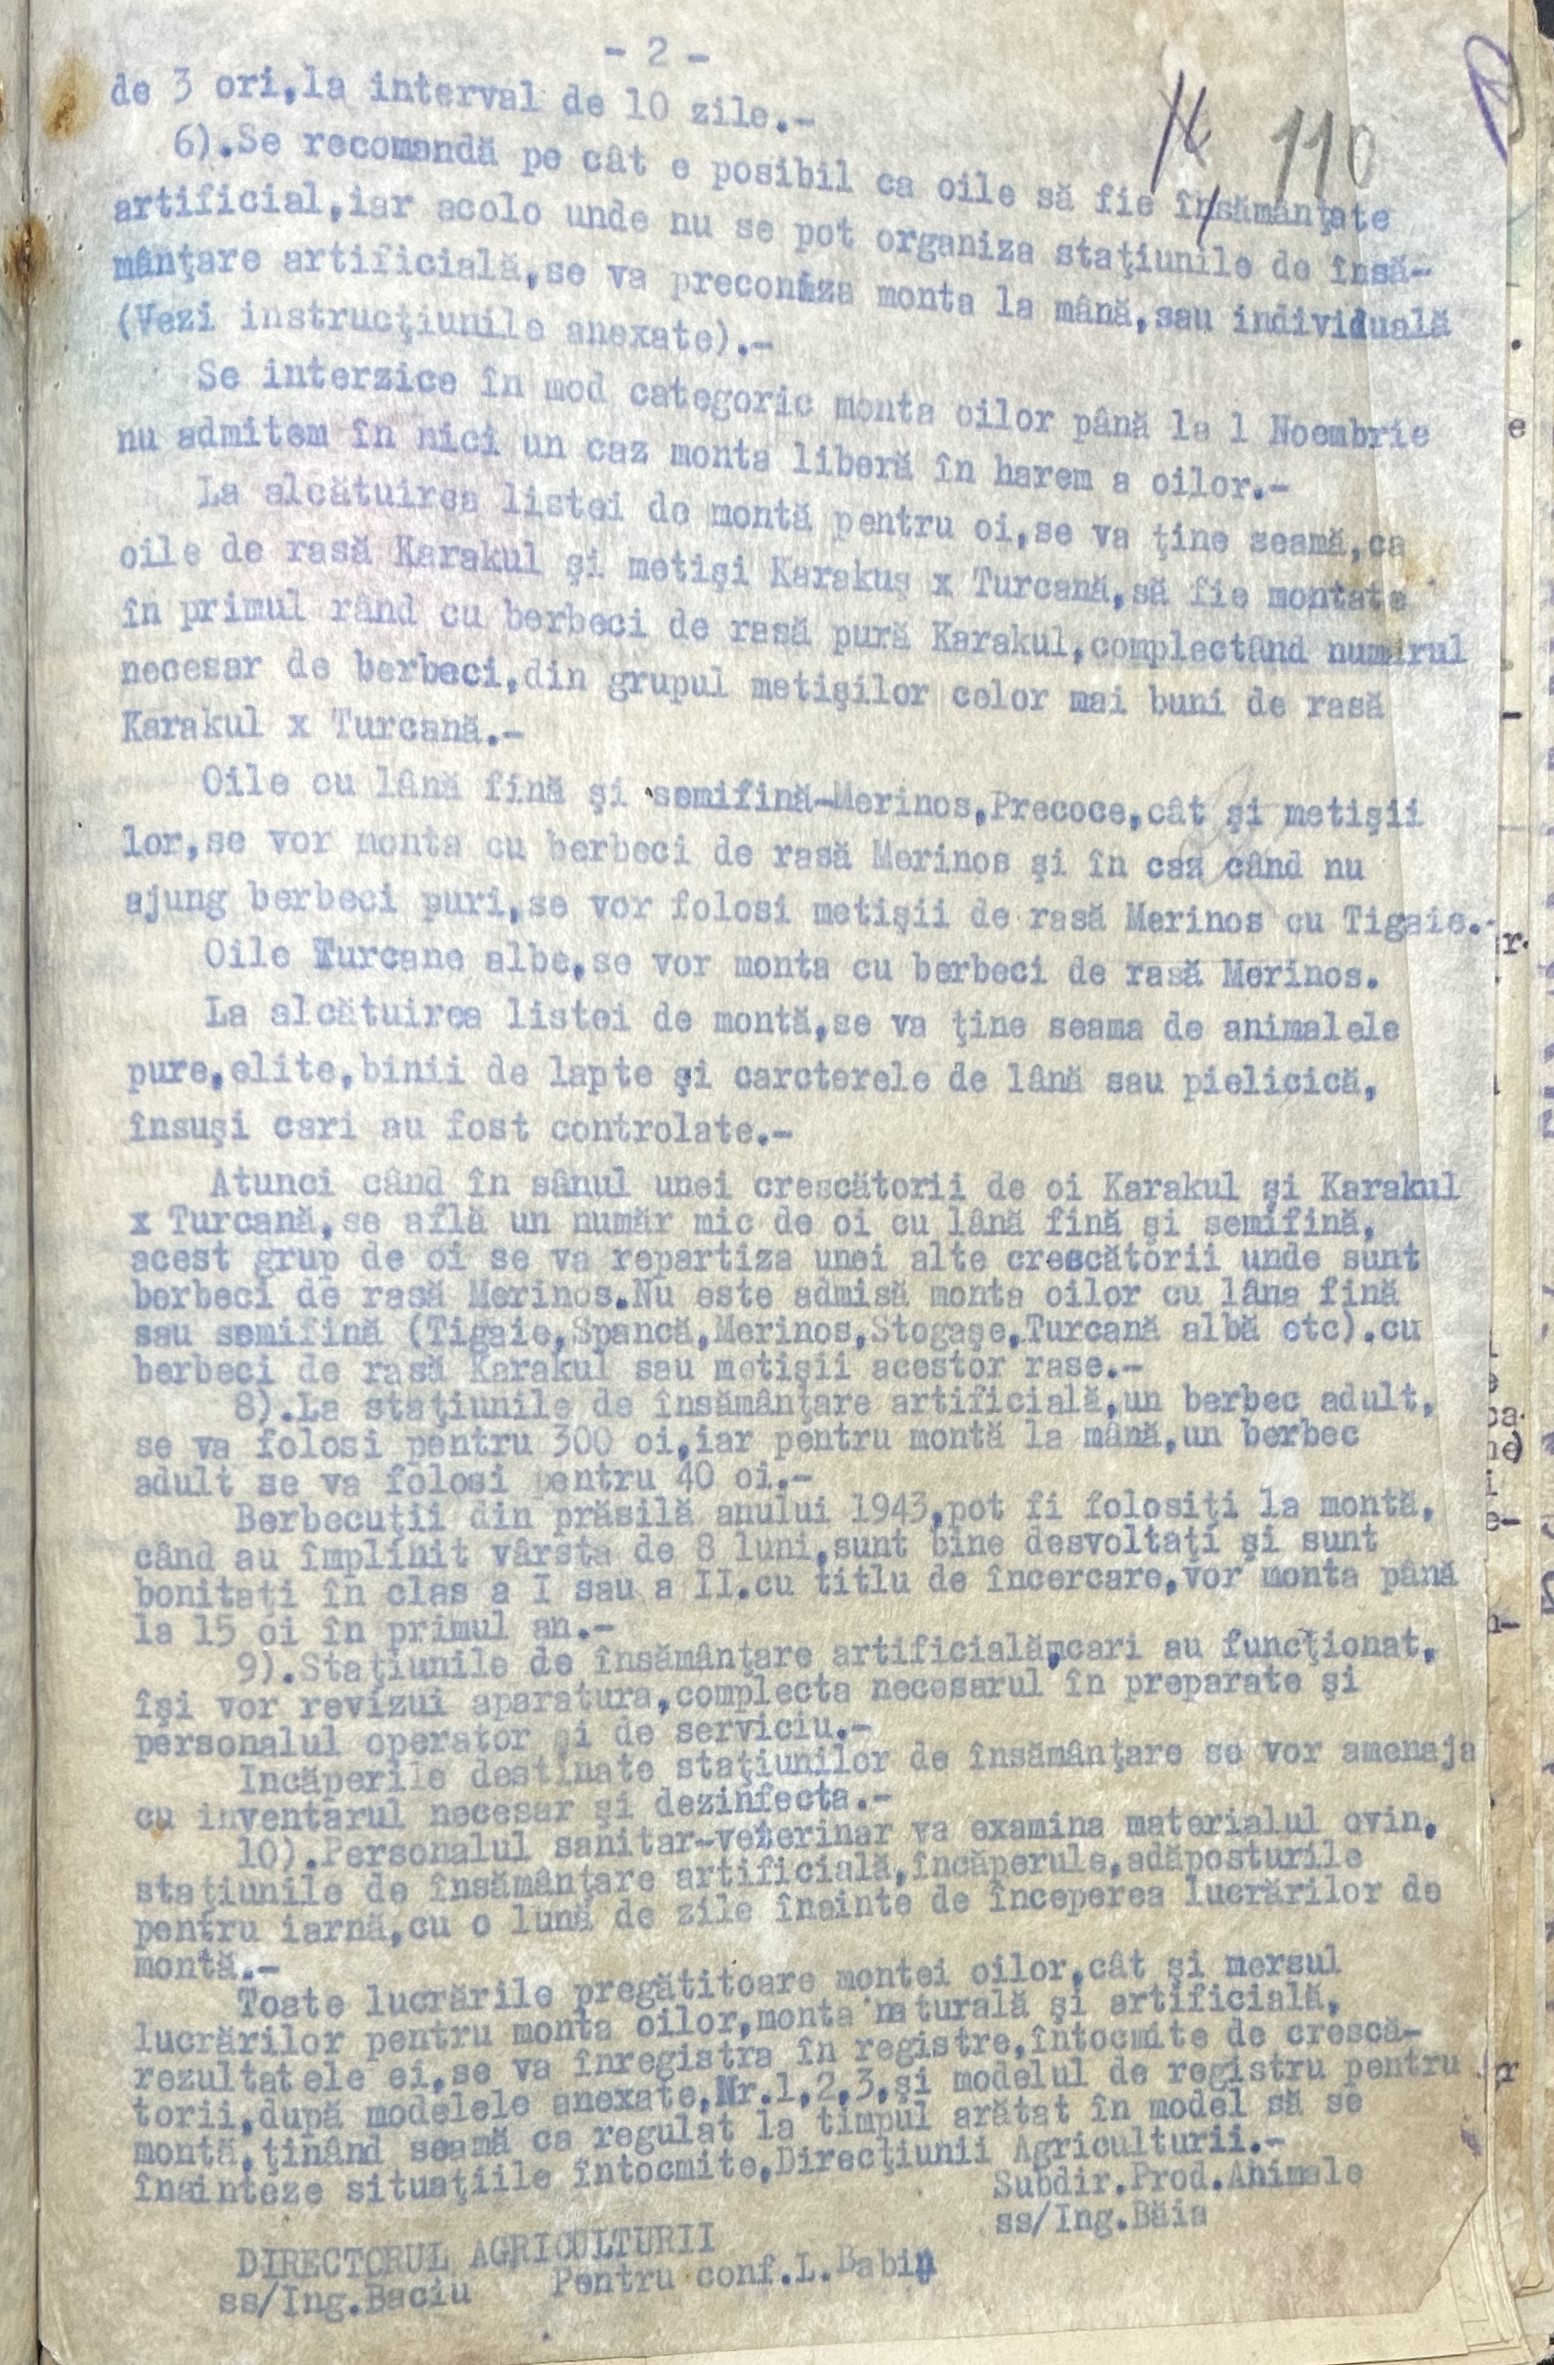 - 2 -
110
de 3 ori,la interval de 10 zile.-
6).Se recomandă pe cât e posibil ca oile să fie însămânţate
artificial,iar acolo unde nu se pot organiza staţiunile de însă-
mânţare artificială,se va preconiza monta la mână,sau individuală
(Vezi instrucţiunile anexate).-
Se interzice în mod categoric monta oilor până la 1 Noembrie
nu admitem în nici un caz monta liberă în harem a oilor.-
La alcătuirea listei de montă pentru oi,se va ţine seamă,ca
oile de rasă Karakul şi metişi Karakuş x Turcană,să fie montate
în primul rând cu berbeci de rasă pură Karakul,complectând numărul
necesar de berbeci,din grupul metişilor celor mai buni de rasă
Karakul x Turcană.-
Oile cu lână fină şi semifină-Merinos,Precoce,cât şi metişii
lor,se vor monta cu berbeci de rasă Merinos şi în caz când nu
ajung berbeci puri,se vor folosi metişii de rasă Merinos cu Tigaie.-
Oile Turcane albe,se vor monta cu berbeci de rasă Merinos.
La alcătuirea listei de montă,se va ţine seama de animalele
pure,elite,binii de lapte şi carcterele de lână sau pielicică,
însuşi cari au fost controlate.-
Atunci când în sânul unei crescătorii de oi Karakul şi Karakul
x Turcană,se află un număr mic de oi cu lână fină şi semifină,
acest grup de oi se va repartiza unei alte crescătorii unde sunt
berbeci de rasă Merinos.Nu este admisă monta oilor cu lâna fină
sau semifină (Tigaie,Spancă,Merinos,Stogaşe,Turcană albă etc).cu
berbeci de rasă Karakul sau metişii acestor rase.-
8).La staţiunile de însămânţare artificială,un berbec adult,
se va folosi pentru 300 oi,iar pentru montă la mână,un berbec
adult se va folosi pentru 40 oi.-
Berbecuţii din prăsilă anului 1943,pot fi folosiţi la montă,
când au împlinit vârsta de 8 luni,sunt bine desvoltaţi şi sunt
bonitaţi în clas a I sau a II.cu titlu de încercare,vor monta până
la 15 oi în primul an.-
9).Staţiunile de însămânţare artificială,cari au funcţionat,
îşi vor revizui aparatura,complecta necesarul în preparate şi
personalul operator şi de serviciu.-
Incăperile destinate staţiunilor de însămânţare se vor amenaja
cu inventarul necesar şi dezinfecta.-
10).Personalul sanitar-veterinar va examina materialul ovin,
staţiunile de însămânţare artificială,încăperule,adăposturile
pentru iarnă,cu o lună de zile înainte de începerea lucrărilor de
montă.-
Toate lucrările pregătitoare montei oilor,cât şi mersul
lucrărilor pentru monta oilor,monta naturală şi artificială,
rezultatele ei,se va înregistra în registre,întocmite de crescă-
torii,după modelele anexate,Nr.1,2,3,şi modelul de registru pentru
montă,ţinând seamă ca regulat la timpul arătat în model să se
înainteze situaţiile întocmite,Direcţiunii Agriculturii.-
Subdir.Prod.Animale
ss/Ing.Băia
DIRECTORUL AGRICULTURII
ss/Ing.Baciu Pentru conf.L.Babin